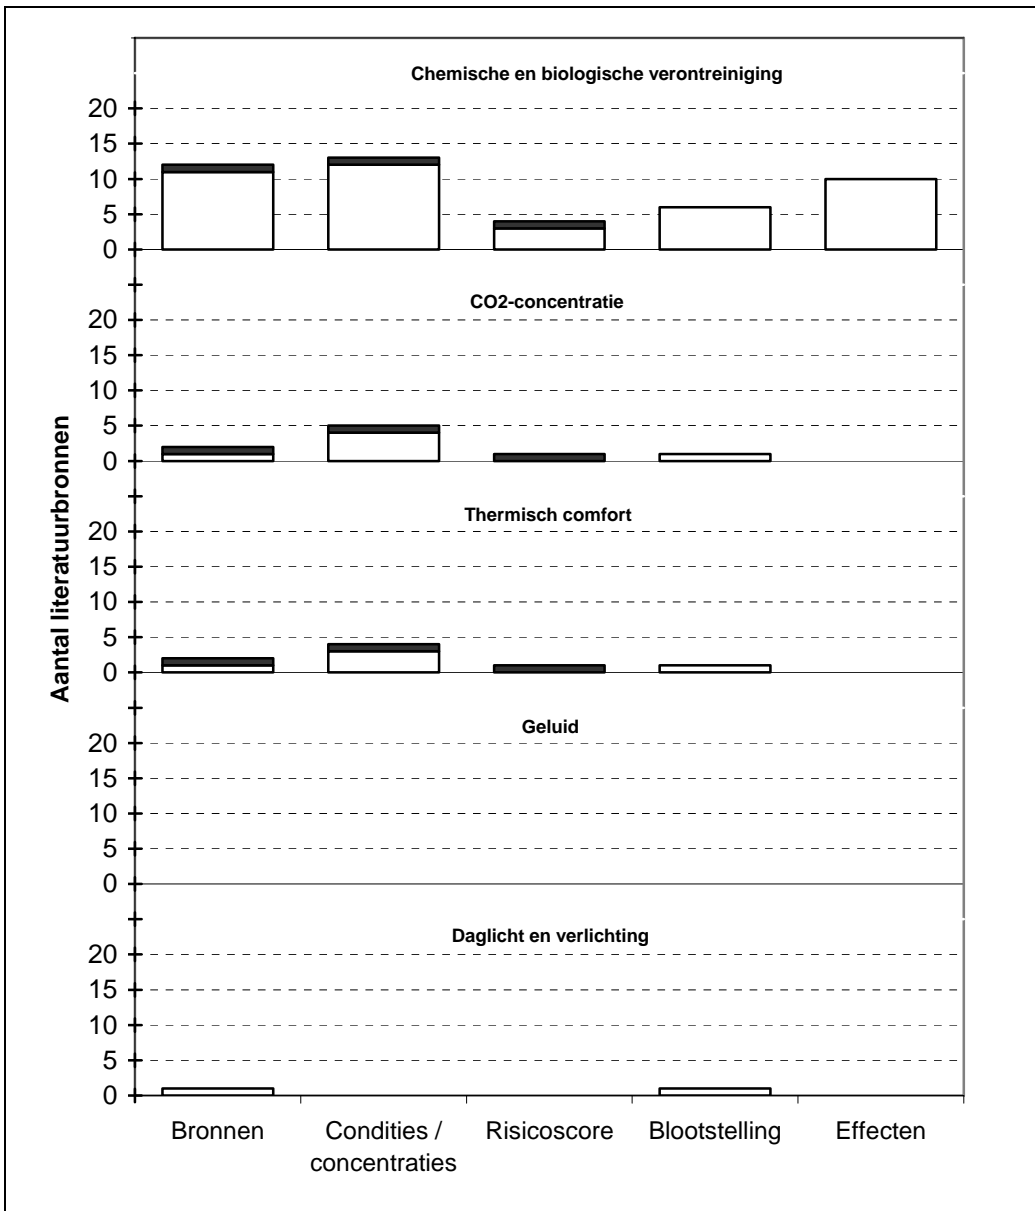 Chemische en biologische verontreiniging
20
15
10
5
0
CO2-concentratie
20
15
10
5
0
Thermisch comfort
20
15
10
5
0
Geluid
20
15
10
5
0
Daglicht en verlichting
20
15
10
5
0
Aantal literatuurbronnen
Bronnen
Condities /
concentraties
Risicoscore
Blootstelling
Effecten